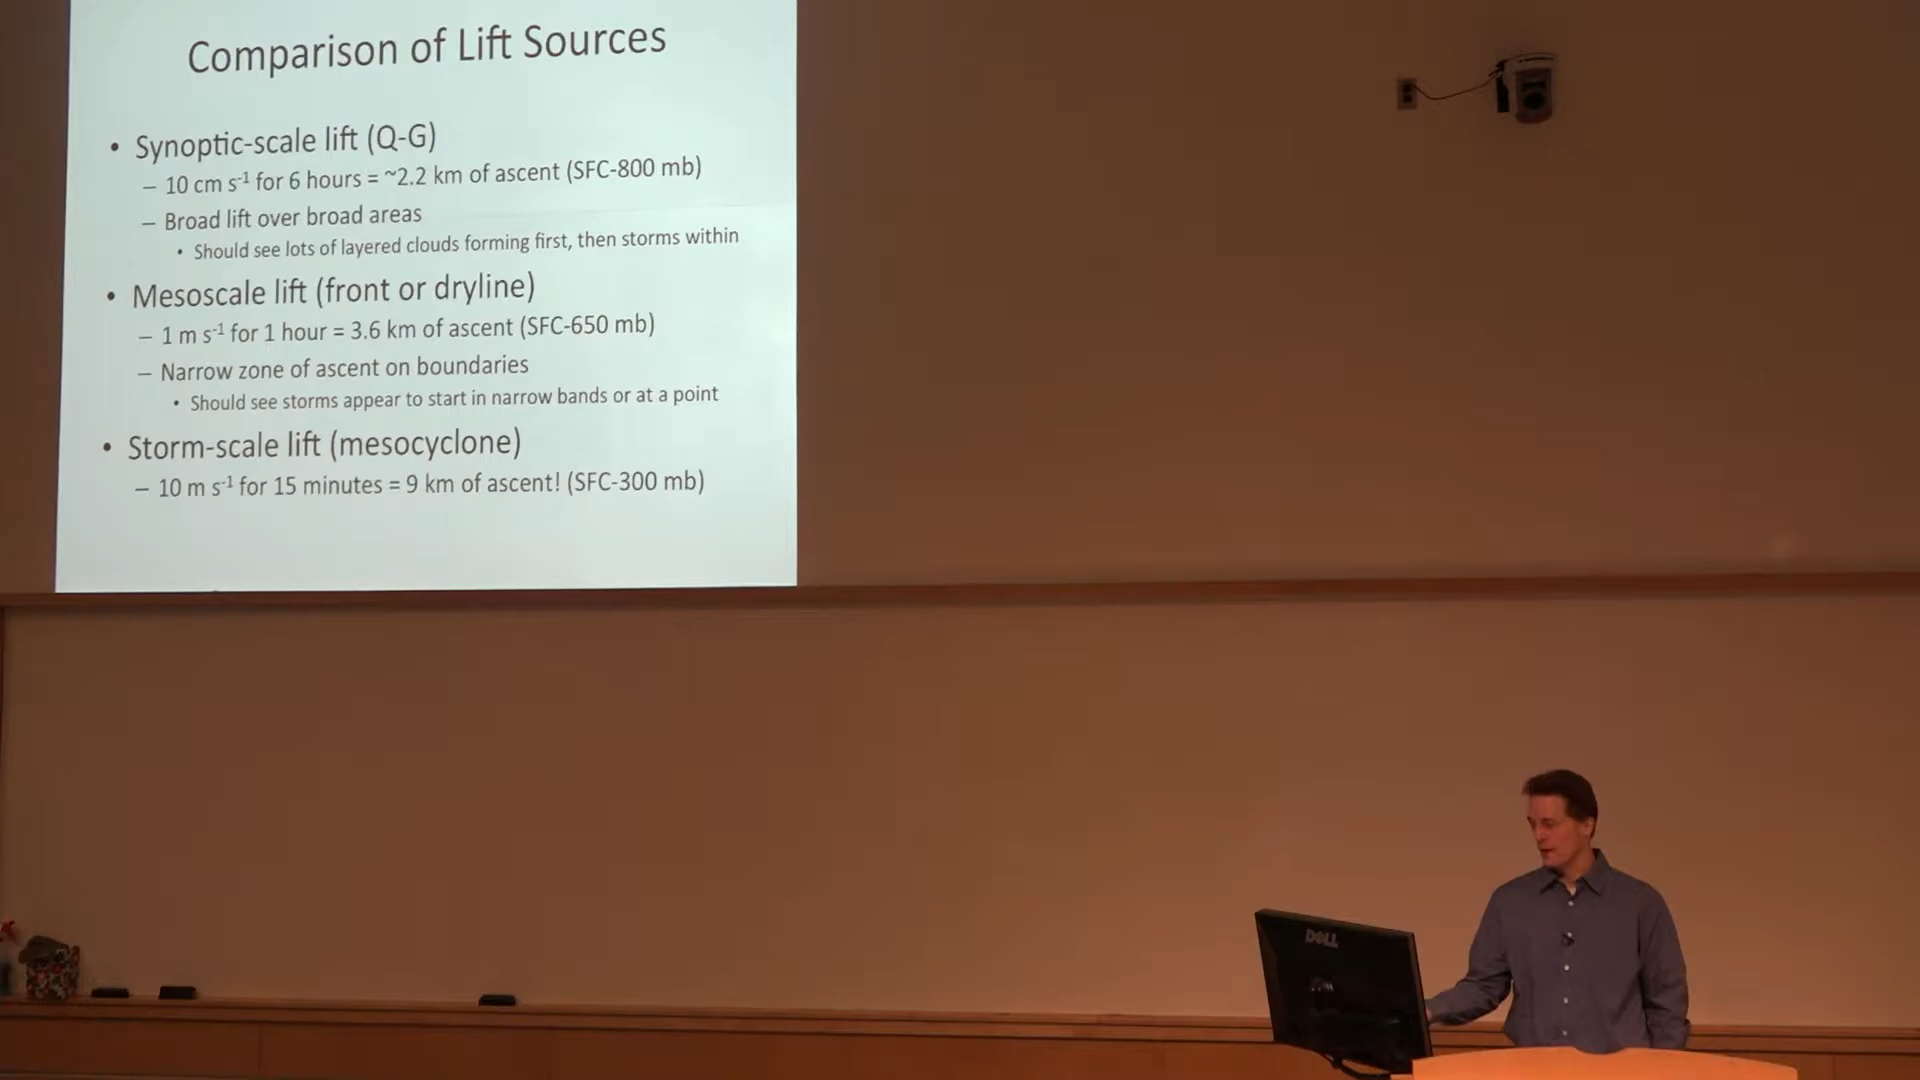 Comparison of Lift Sources
• Synoptic-scale lift (Q-G)
– 10 cm s-1 for 6 hours = ~2.2 km of ascent (SFC-800 mb)
– Broad lift over broad areas
• Should see lots of layered clouds forming first, then storms within
• Mesoscale lift (front or dryline)
– 1 m s-1 for 1 hour = 3.6 km of ascent (SFC-650 mb)
– Narrow zone of ascent on boundaries
• Should see storms appear to start in narrow bands or at a point
• Storm-scale lift (mesocyclone)
– 10 m s-1 for 15 minutes = 9 km of ascent! (SFC-300 mb)
DELL